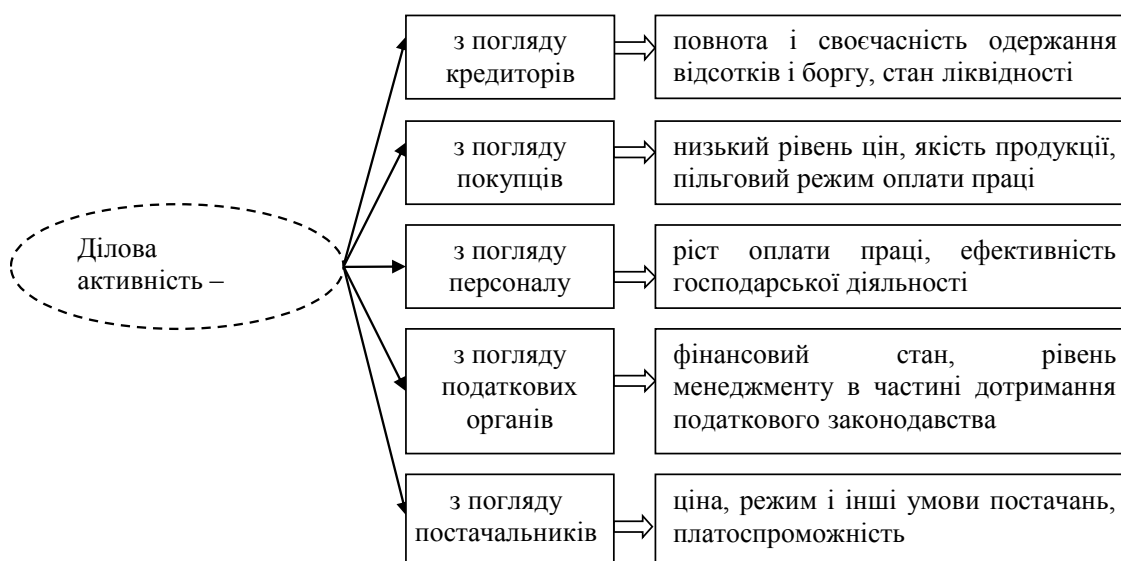 з погляду
кредиторів
повнота і своєчасність одержання
відсотків і боргу, стан ліквідності
з погляду
покупців
низький рівень цін, якість продукції,
пільговий режим оплати праці
Ділова
активність –
з погляду
персоналу
ріст оплати праці, ефективність
господарської діяльності
з погляду
податкових
органів
фінансовий стан, рівень
менеджменту в частині дотримання
податкового законодавства
з погляду
постачальників
ціна, режим і інші умови постачань,
платоспроможність